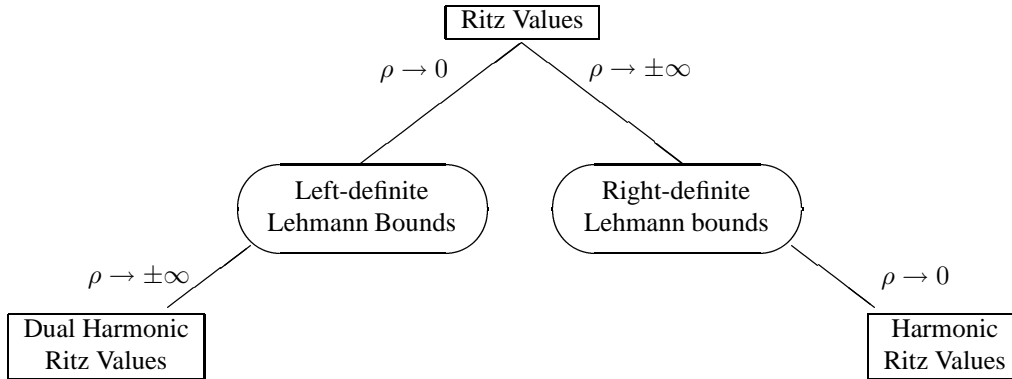 Ritz Values
ρ → 0
ρ → ±∞
Left-definite
Lehmann Bounds
Right-definite
Lehmann bounds
ρ → ±∞
ρ → 0
Dual Harmonic
Ritz Values
Harmonic
Ritz Values